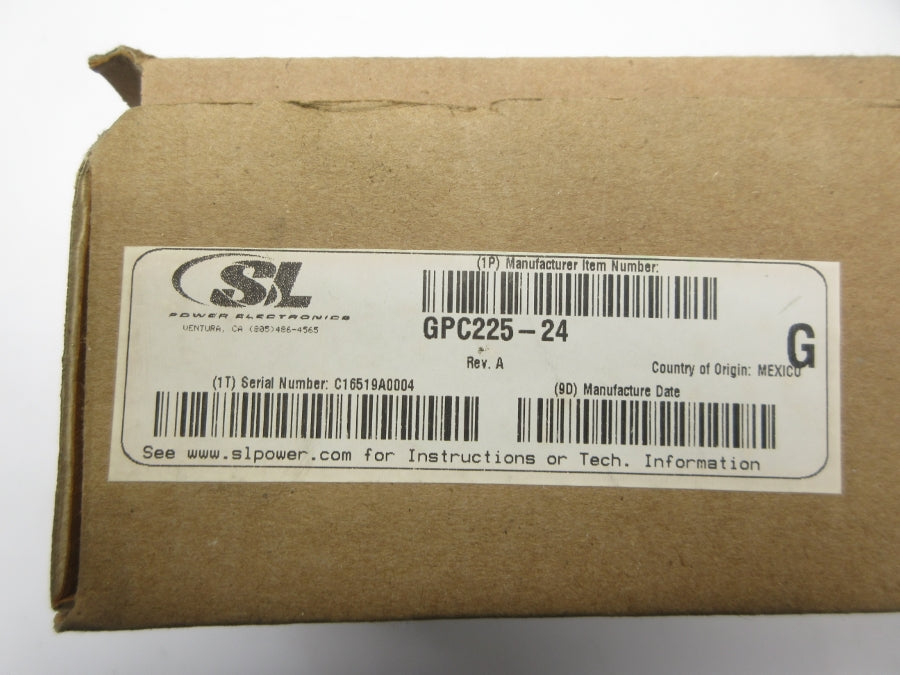 SL
POWER ELECTRONICS
VENTURA, CA (805)486-4565
(1P) Manufacturer Item Number:
GPC225-24
Rev. A
G
Country of Origin: MEXICO
(1T) Serial Number: C16519A0004
(9D) Manufacture Date
See www.slpower.com for Instructions or Tech. Information